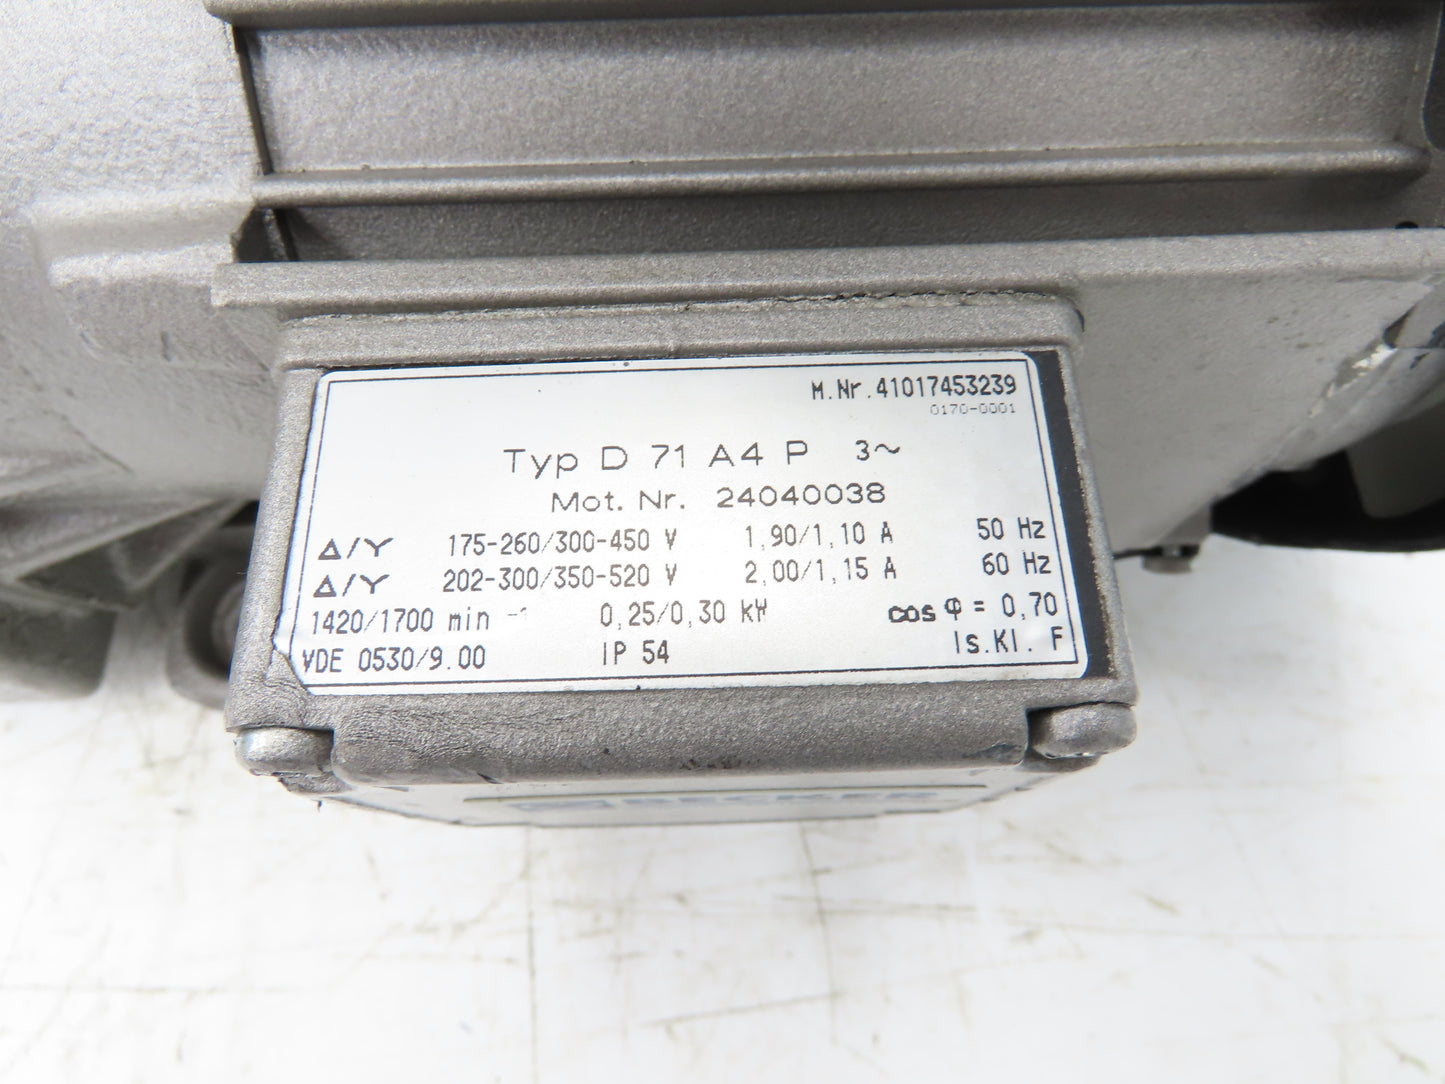 M.Nr.41017453239
0170-0001
Typ D 71 A4 P 3~
Mot. Nr. 24040038
Δ/Y 175-260/300-450 V 1,90/1,10 A 50 Hz
Δ/Y 202-300/350-520 V 2,00/1,15 A 60 Hz
1420/1700 min ⁻¹ 0,25/0,30 kW cos φ = 0,70
VDE 0530/9.00 IP 54 Is.Kl. F
BECKER